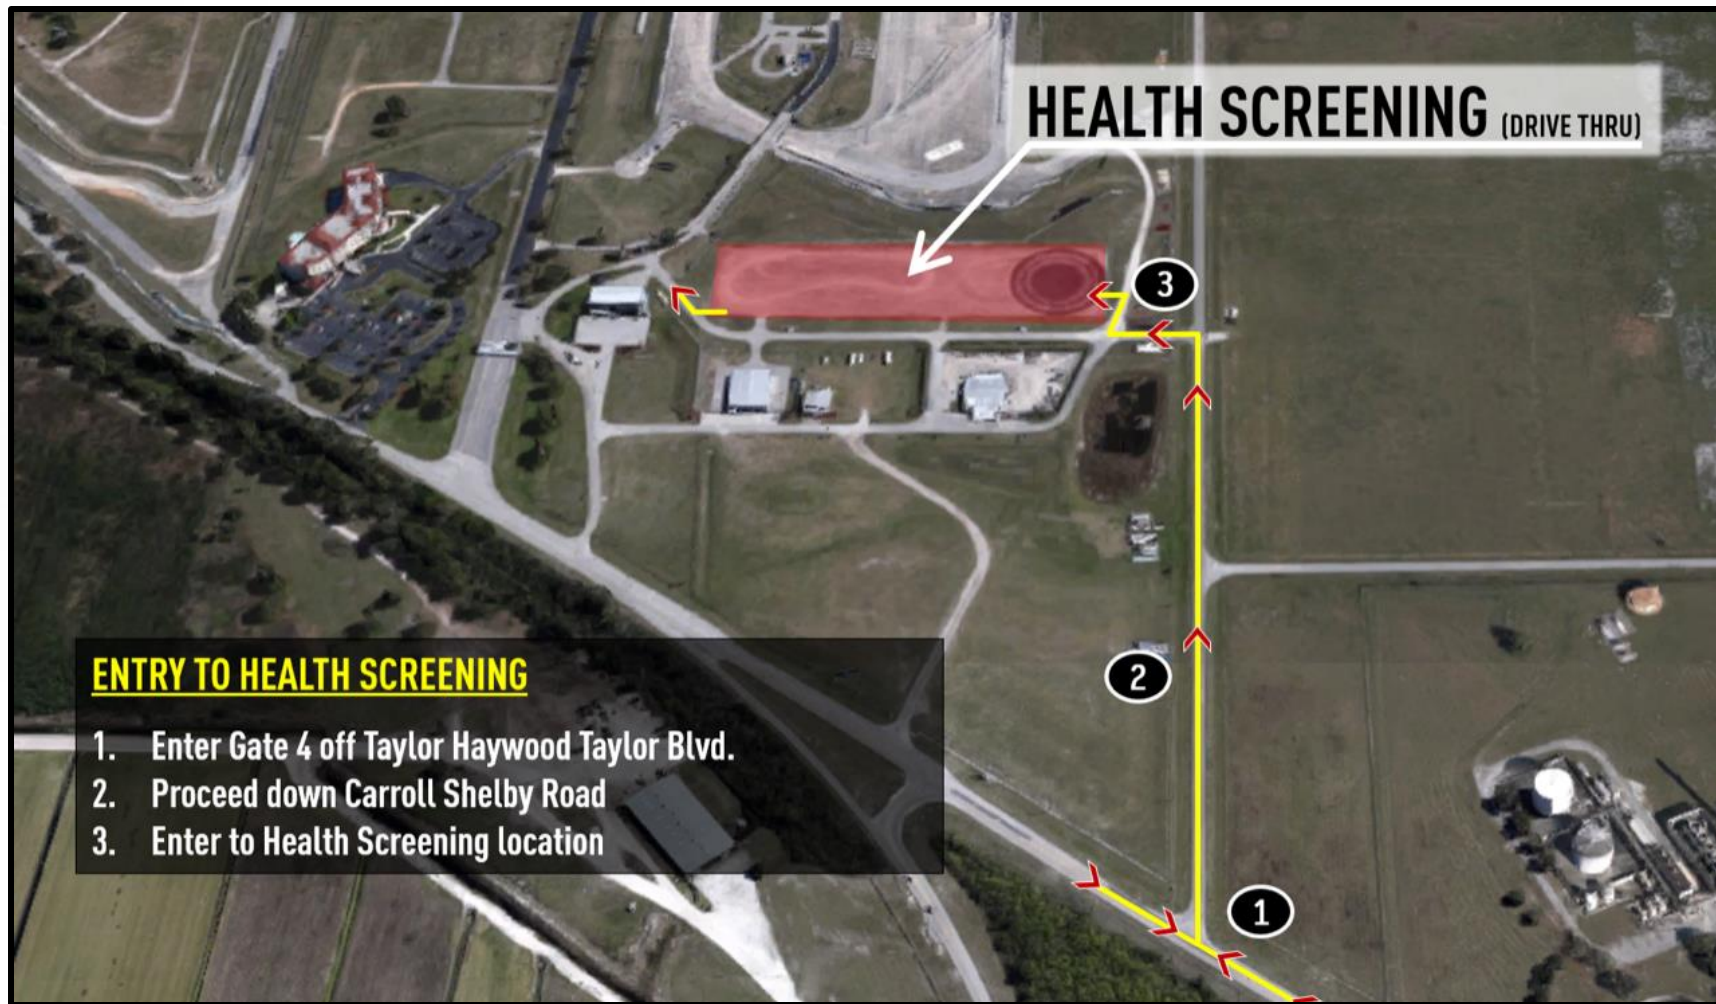 HEALTH SCREENING (DRIVE THRU)
3
2
ENTRY TO HEALTH SCREENING
1. Enter Gate 4 off Taylor Haywood Taylor Blvd.
2. Proceed down Carroll Shelby Road
3. Enter to Health Screening location
1